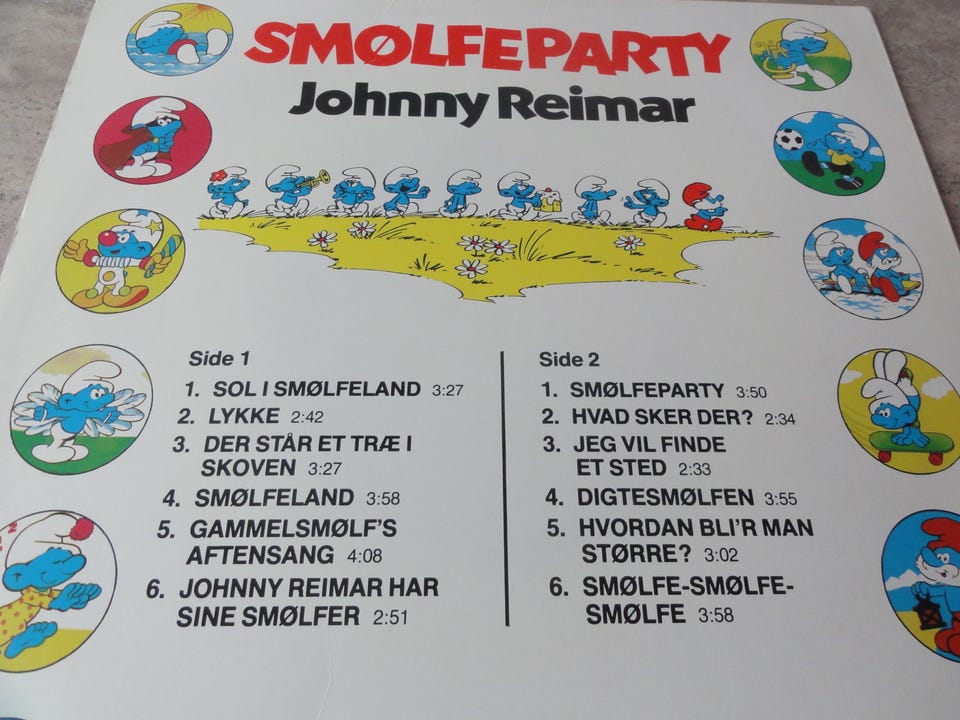 SMØLFEPARTY
Johnny Reimar
Side 1
1. SOL I SMØLFELAND 3:27
2. LYKKE 2:42
3. DER STÅR ET TRÆ I
SKOVEN 3:27
4. SMØLFELAND 3:58
5. GAMMELSMØLF'S
AFTENSANG 4:08
6. JOHNNY REIMAR HAR
SINE SMØLFER 2:51
Side 2
1. SMØLFEPARTY 3:50
2. HVAD SKER DER? 2:34
3. JEG VIL FINDE
ET STED 2:33
4. DIGTESMØLFEN 3:55
5. HVORDAN BLI'R MAN
STØRRE? 3:02
6. SMØLFE-SMØLFE-
SMØLFE 3:58